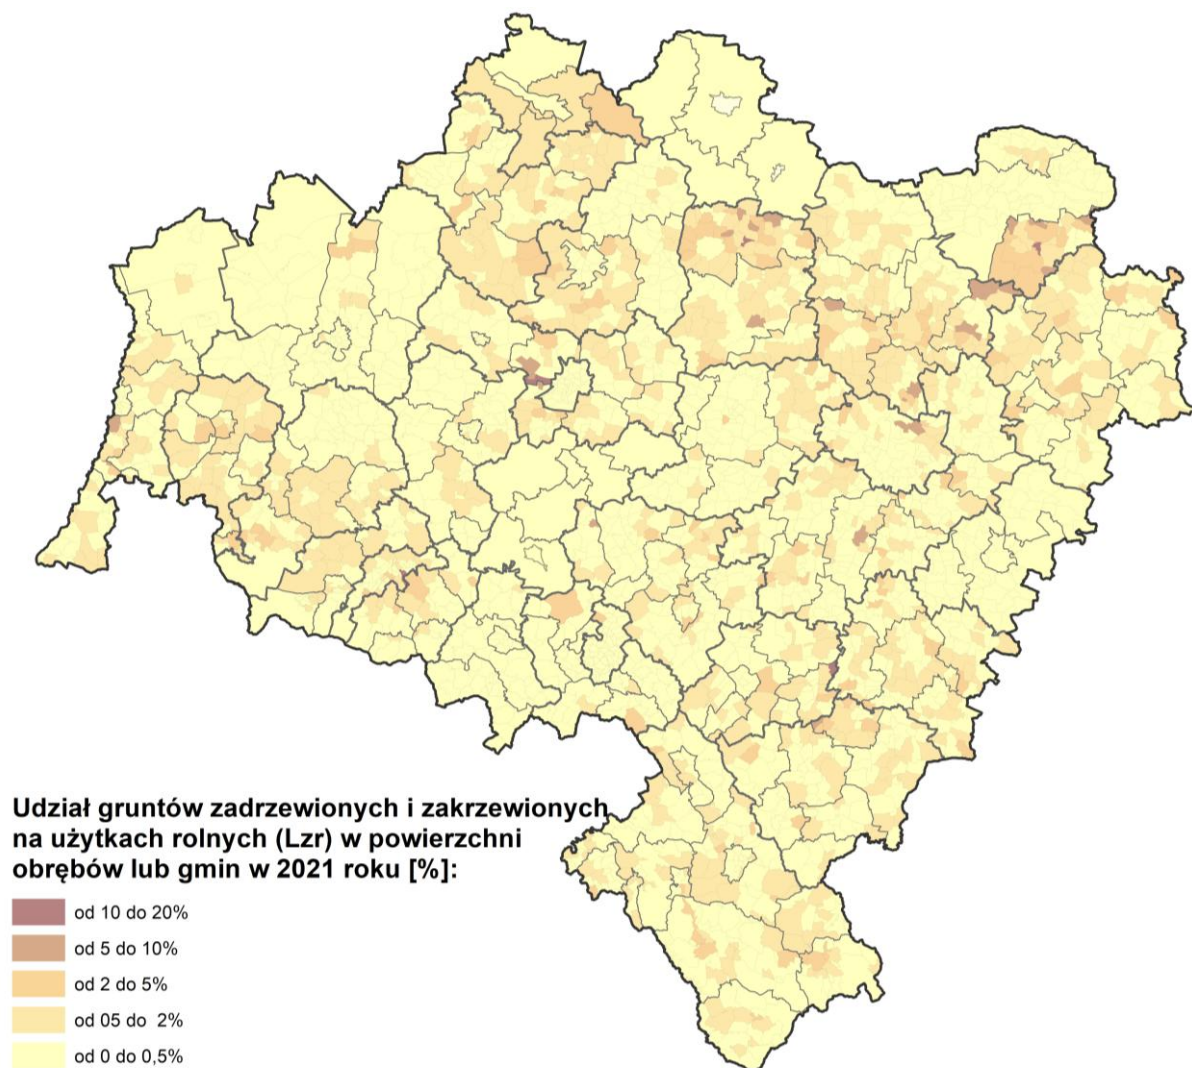 Udział gruntów zadrzewionych i zakrzewionych
na użytkach rolnych (Lzr) w powierzchni
obrębów lub gmin w 2021 roku [%]:
od 10 do 20%
od 5 do 10%
od 2 do 5%
od 05 do 2%
od 0 do 0,5%